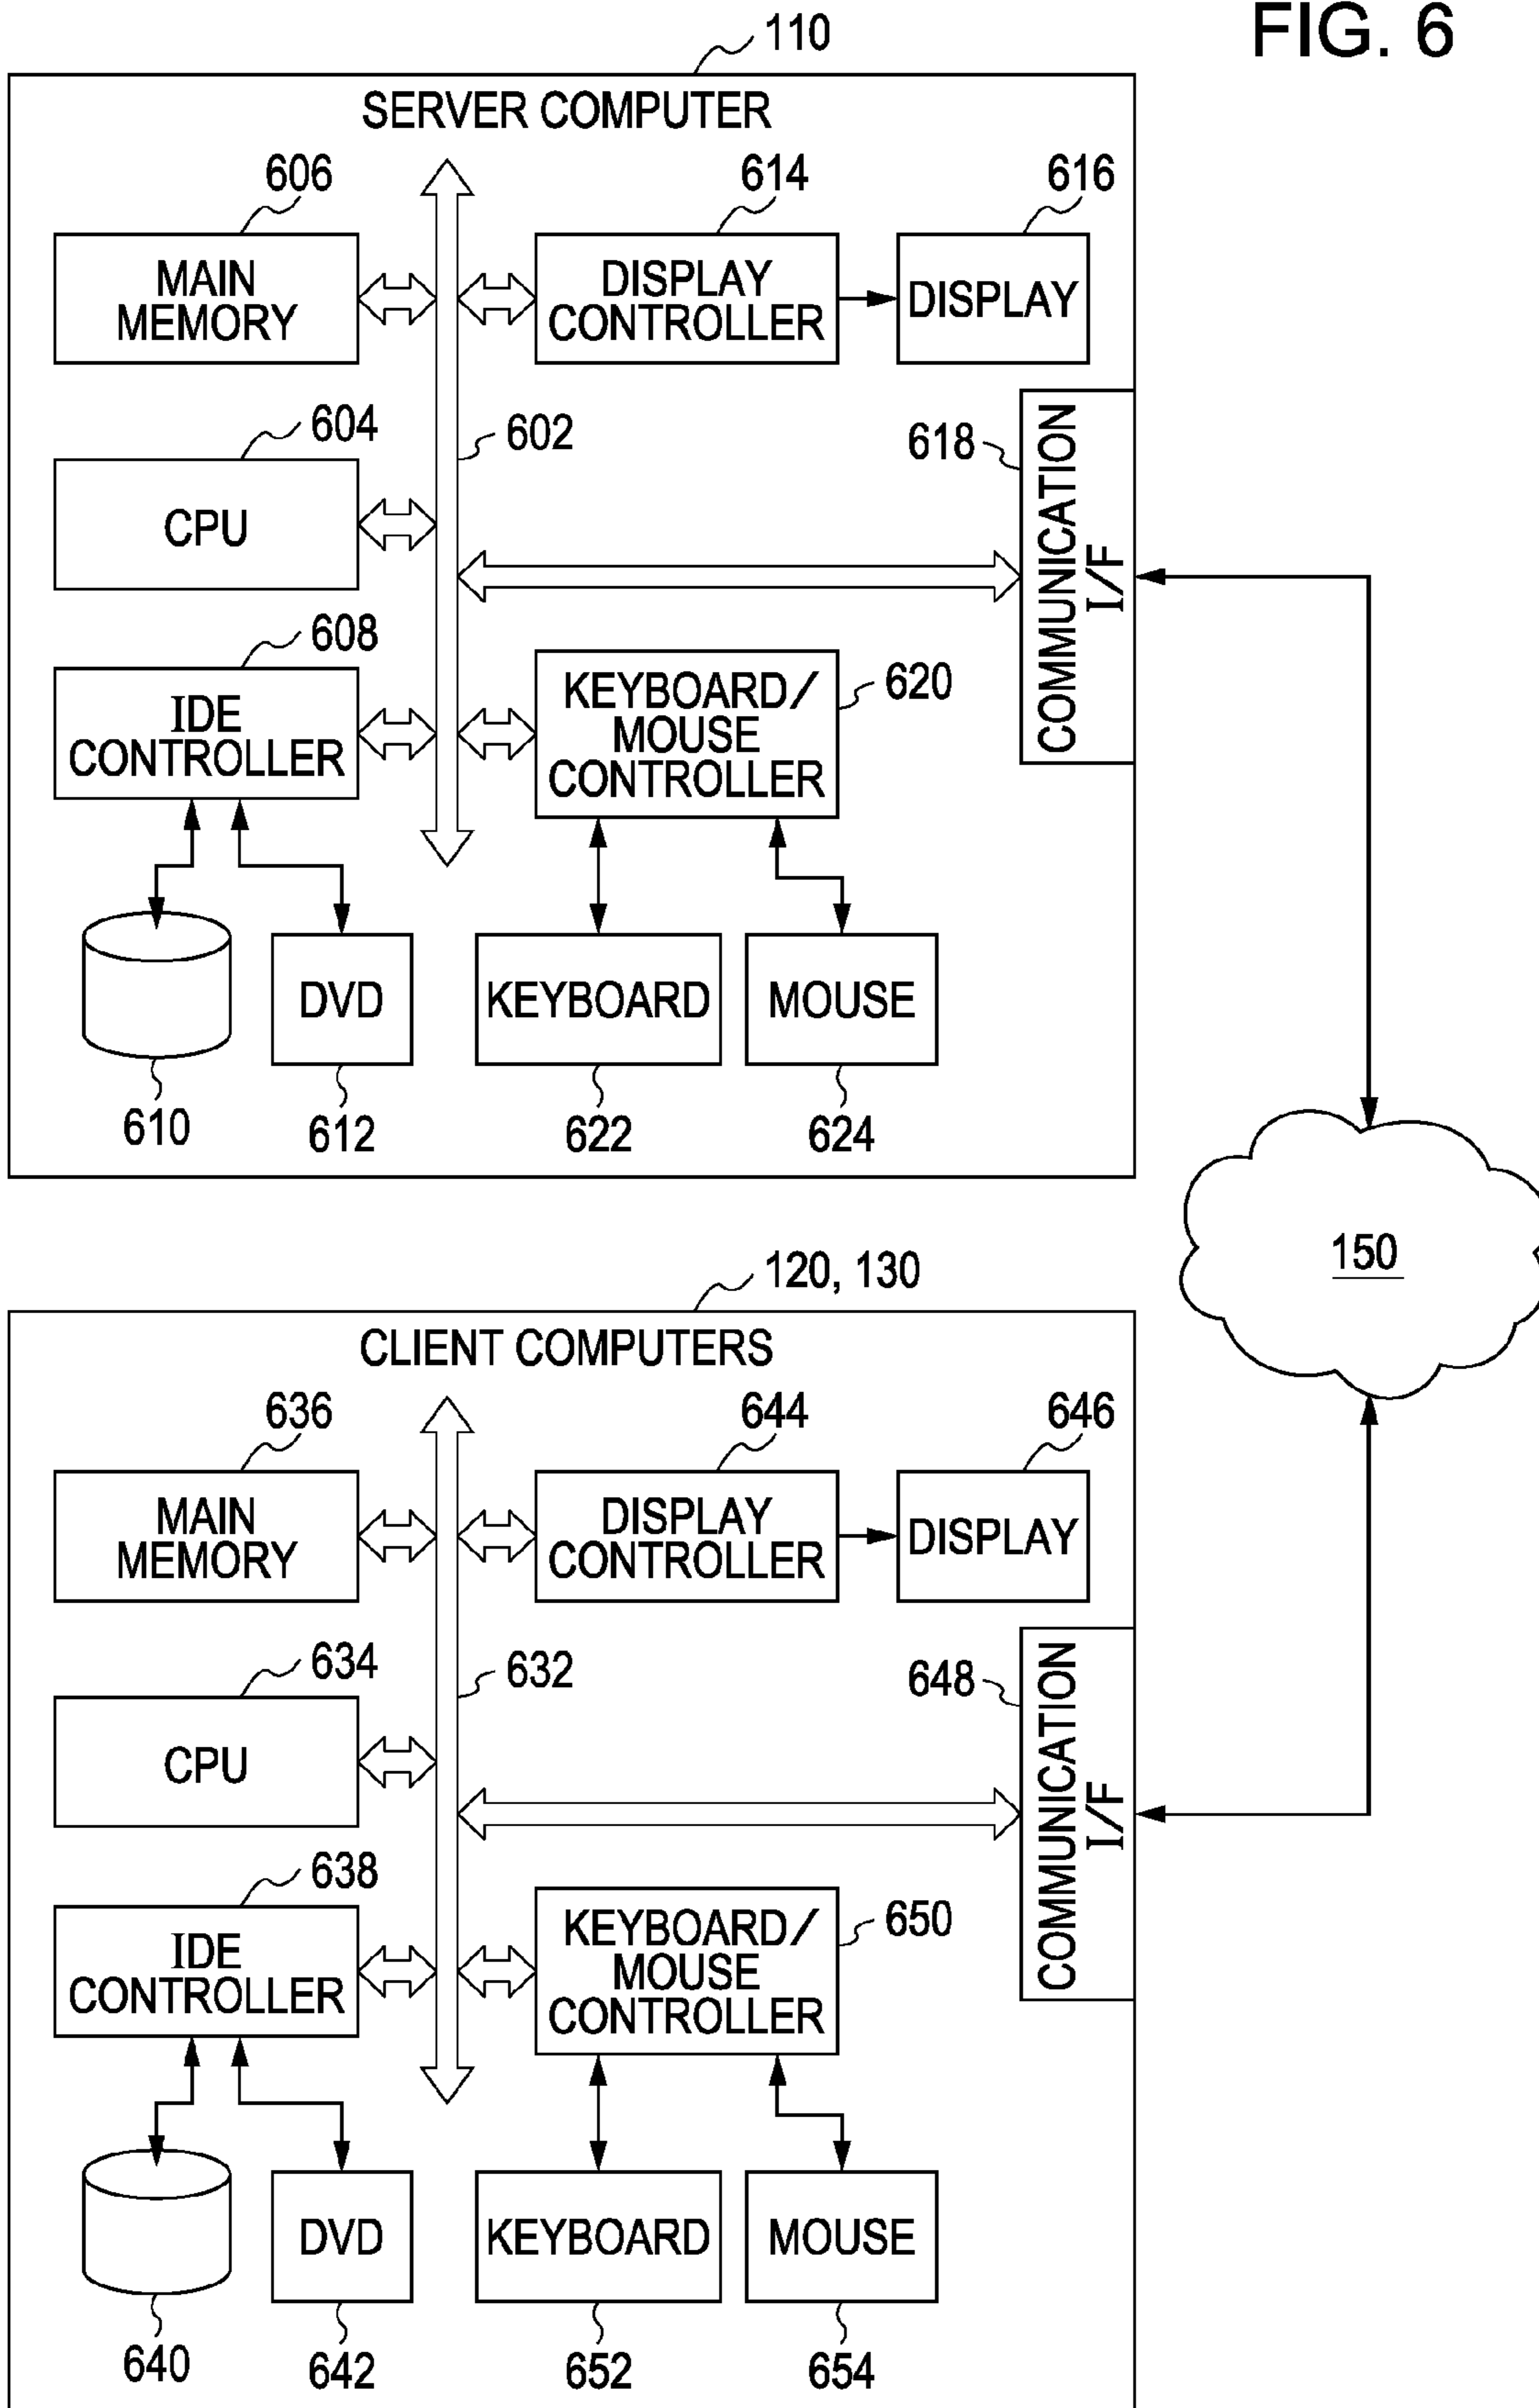 FIG. 6
110
SERVER COMPUTER
606
614
616
MAIN
MEMORY
DISPLAY
CONTROLLER
DISPLAY
604
602
618
CPU
COMMUNICATION
I/F
608
620
IDE
CONTROLLER
KEYBOARD/
MOUSE
CONTROLLER
DVD
KEYBOARD
MOUSE
610
612
622
624
150
120, 130
CLIENT COMPUTERS
636
644
646
MAIN
MEMORY
DISPLAY
CONTROLLER
DISPLAY
634
632
648
CPU
COMMUNICATION
I/F
638
650
IDE
CONTROLLER
KEYBOARD/
MOUSE
CONTROLLER
DVD
KEYBOARD
MOUSE
640
642
652
654